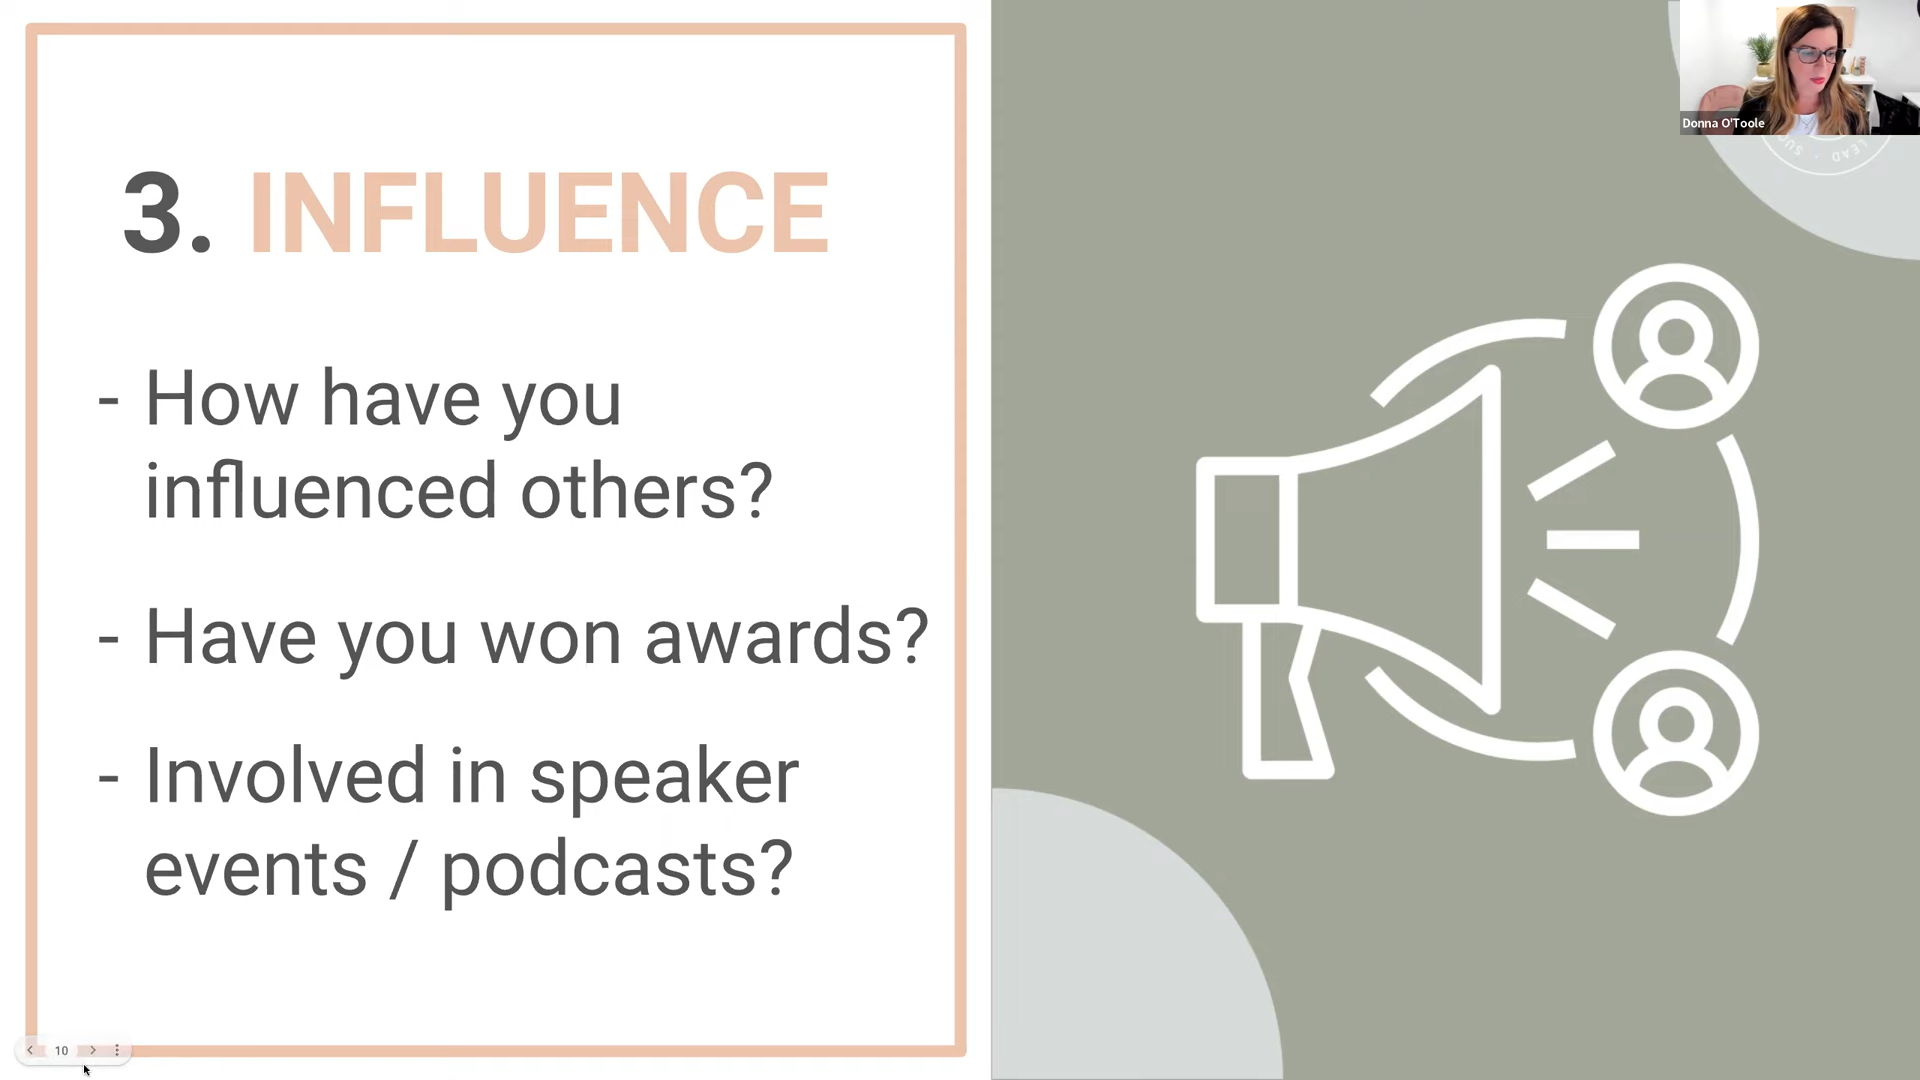 3. INFLUENCE
- How have you
influenced others?
- Have you won awards?
- Involved in speaker
events / podcasts?
Donna O'Toole
LEAD
10